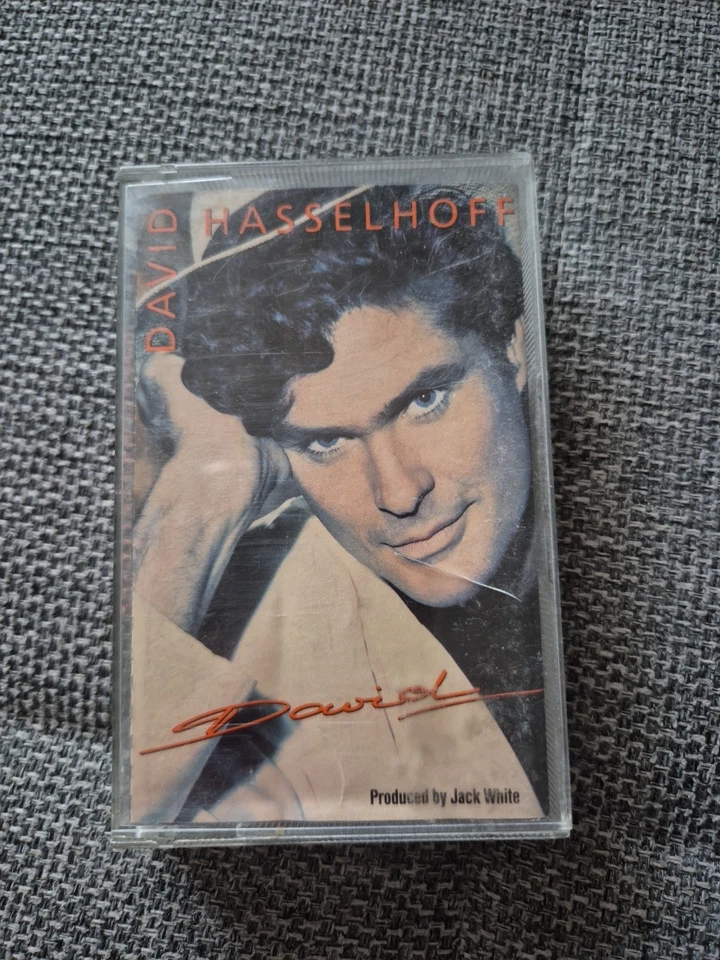 DAVID HASSELHOFF
David
Produced by Jack White